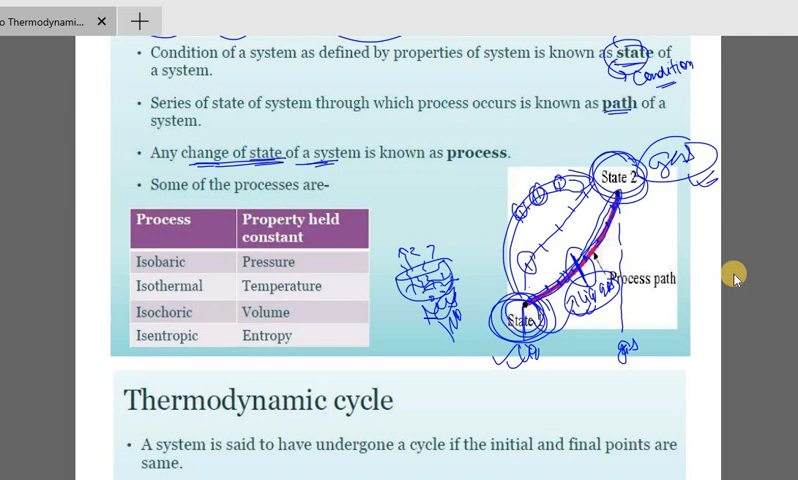 o Thermodynami...
• Condition of a system as defined by properties of system is known as state of
a system.
Condition
• Series of state of system through which process occurs is known as path of a
system.
• Any change of state of a system is known as process.
gas
State 2
• Some of the processes are-
Process Property held
constant
Isobaric Pressure
Isothermal Temperature
Isochoric Volume
Isentropic Entropy
Process path
State
gas
Thermodynamic cycle
• A system is said to have undergone a cycle if the initial and final points are
same.